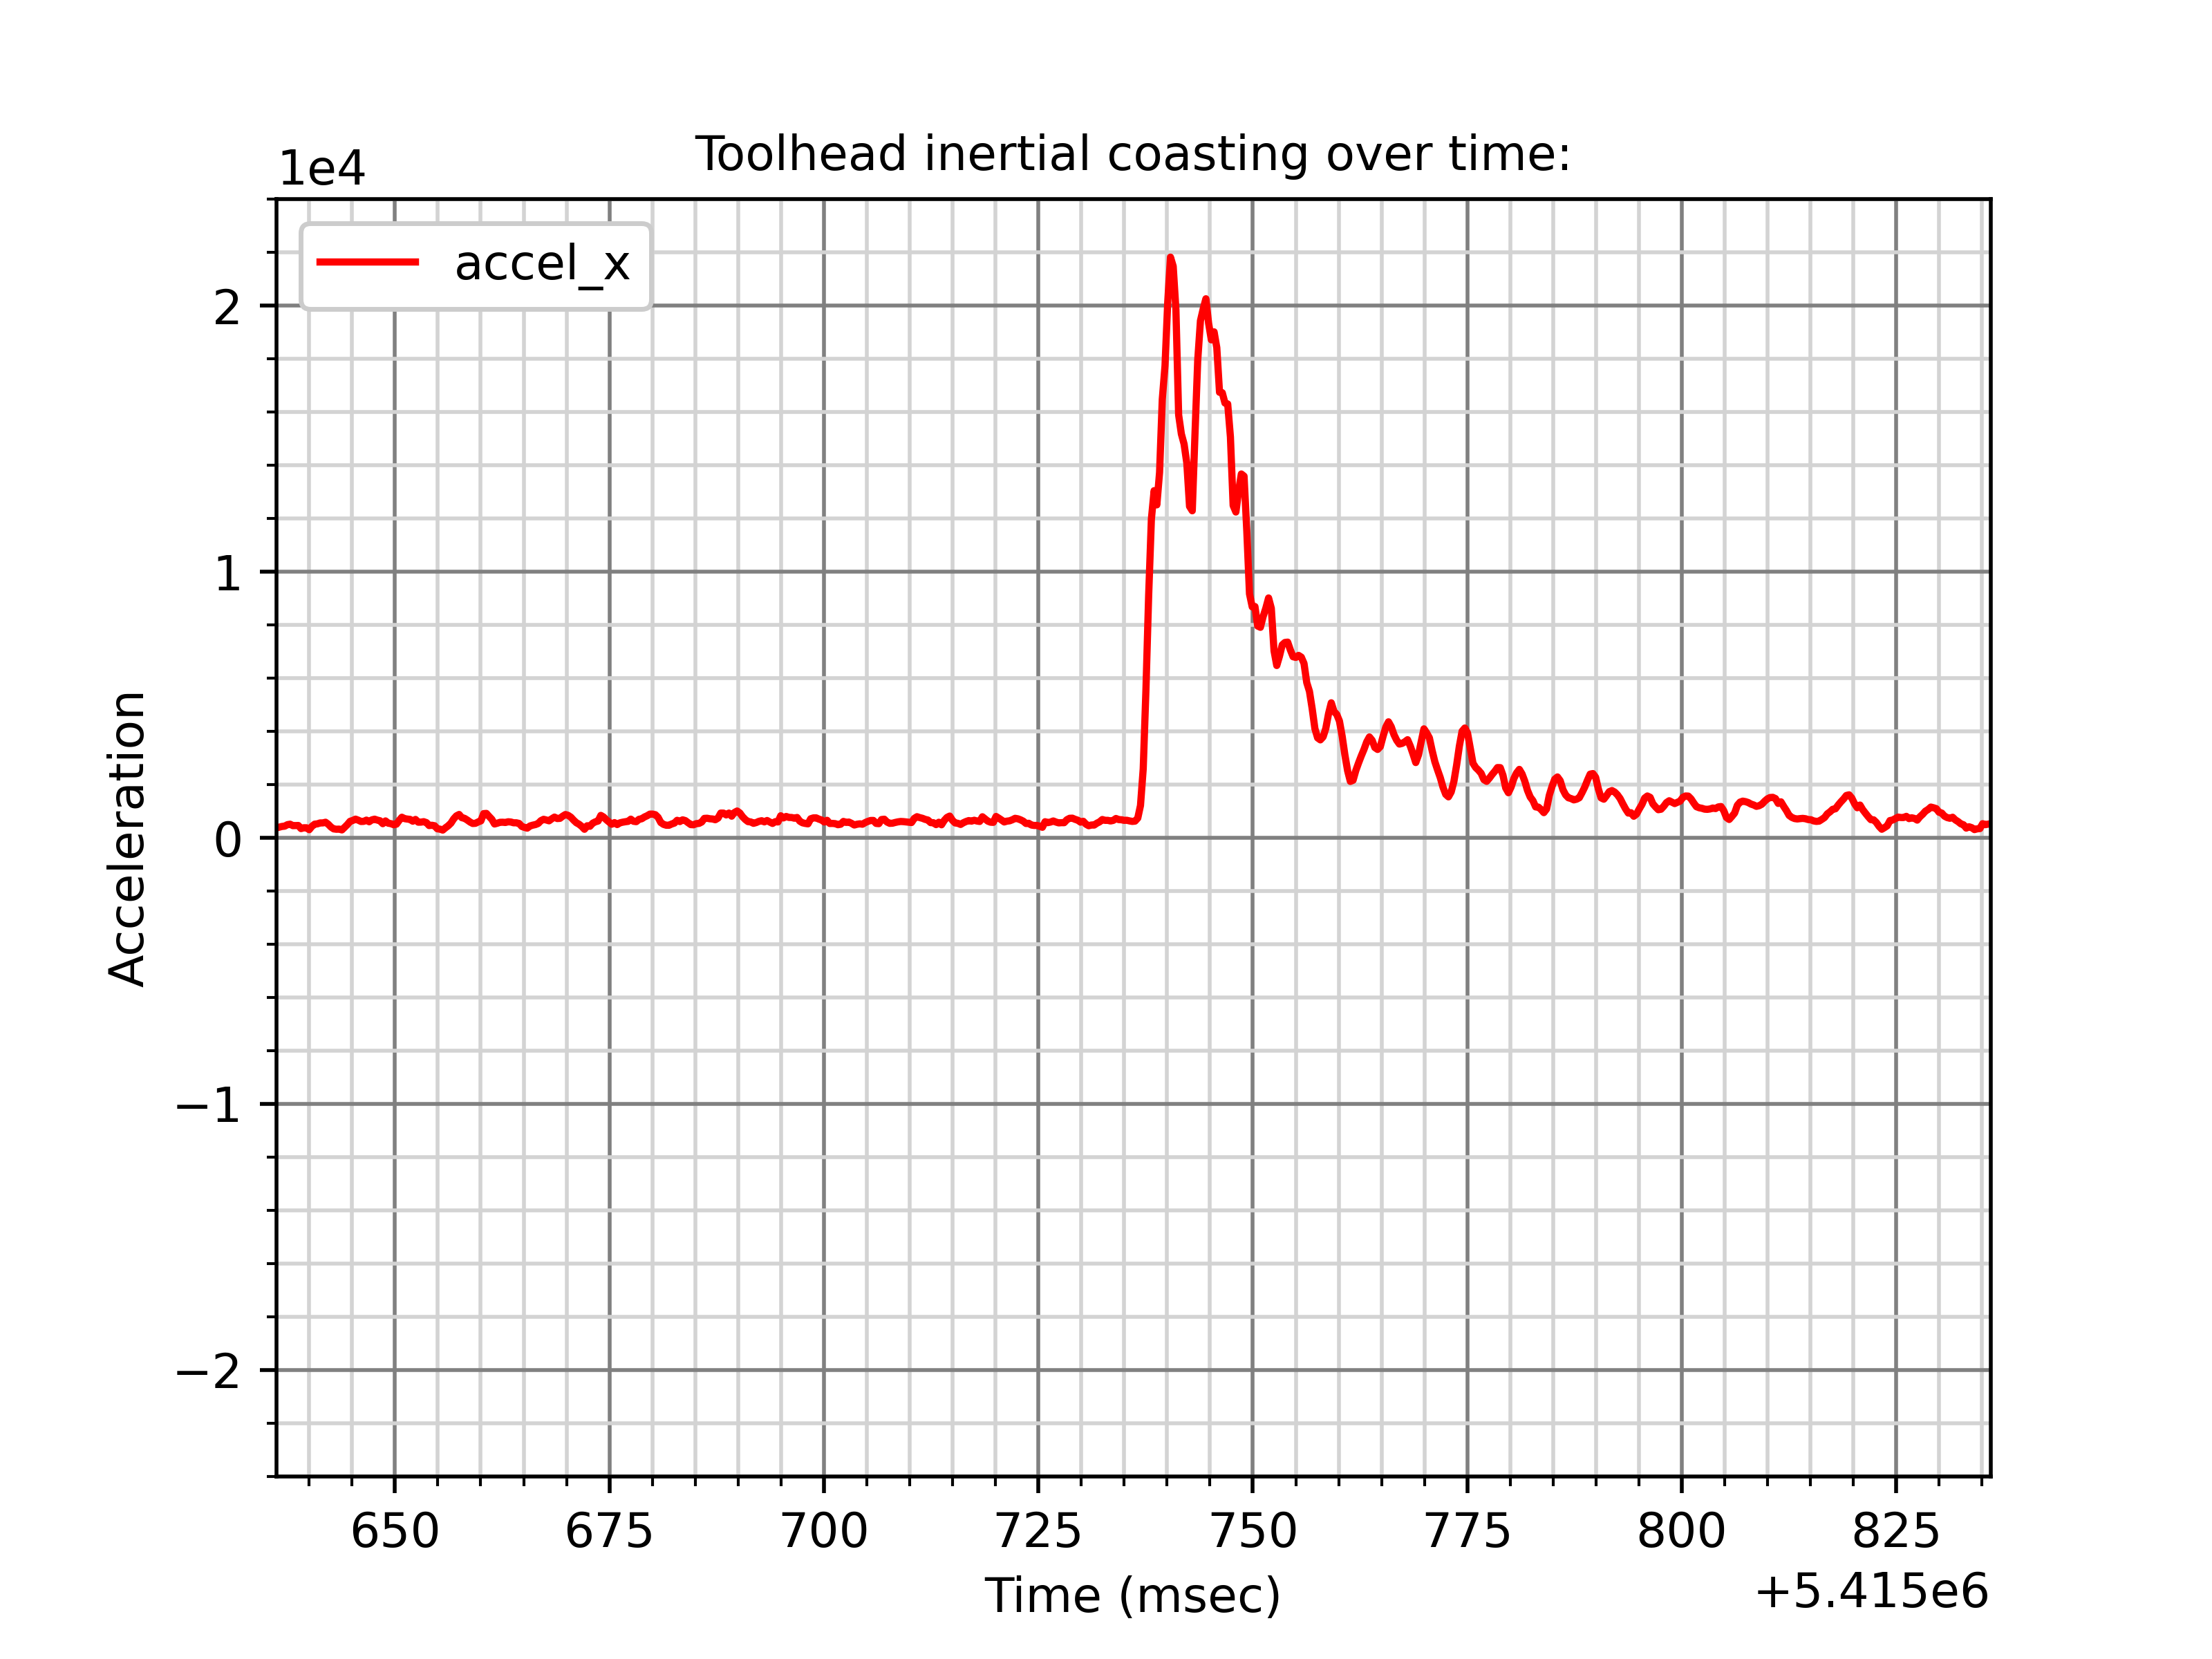 Toolhead inertial coasting over time:
1e4
accel_x
2
1
0
−1
−2
Acceleration
650 675 700 725 750 775 800 825
Time (msec)
+5.415e6